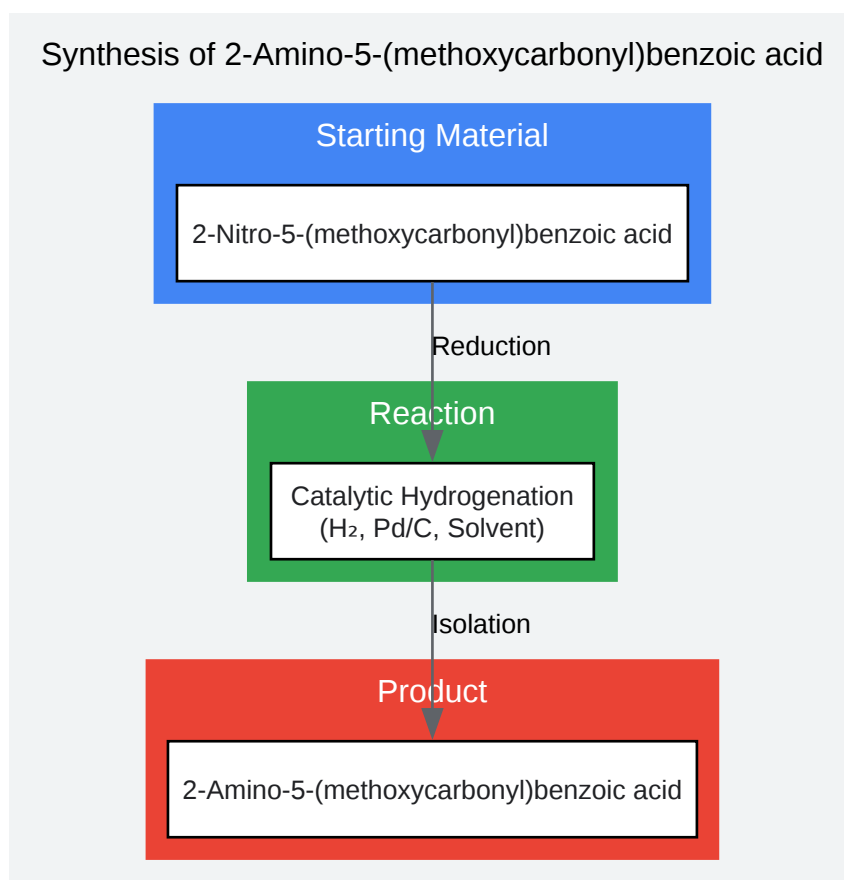 Synthesis of 2-Amino-5-(methoxycarbonyl)benzoic acid
Starting Material
2-Nitro-5-(methoxycarbonyl)benzoic acid
Reduction
Reaction
Catalytic Hydrogenation
(H₂, Pd/C, Solvent)
Isolation
Product
2-Amino-5-(methoxycarbonyl)benzoic acid